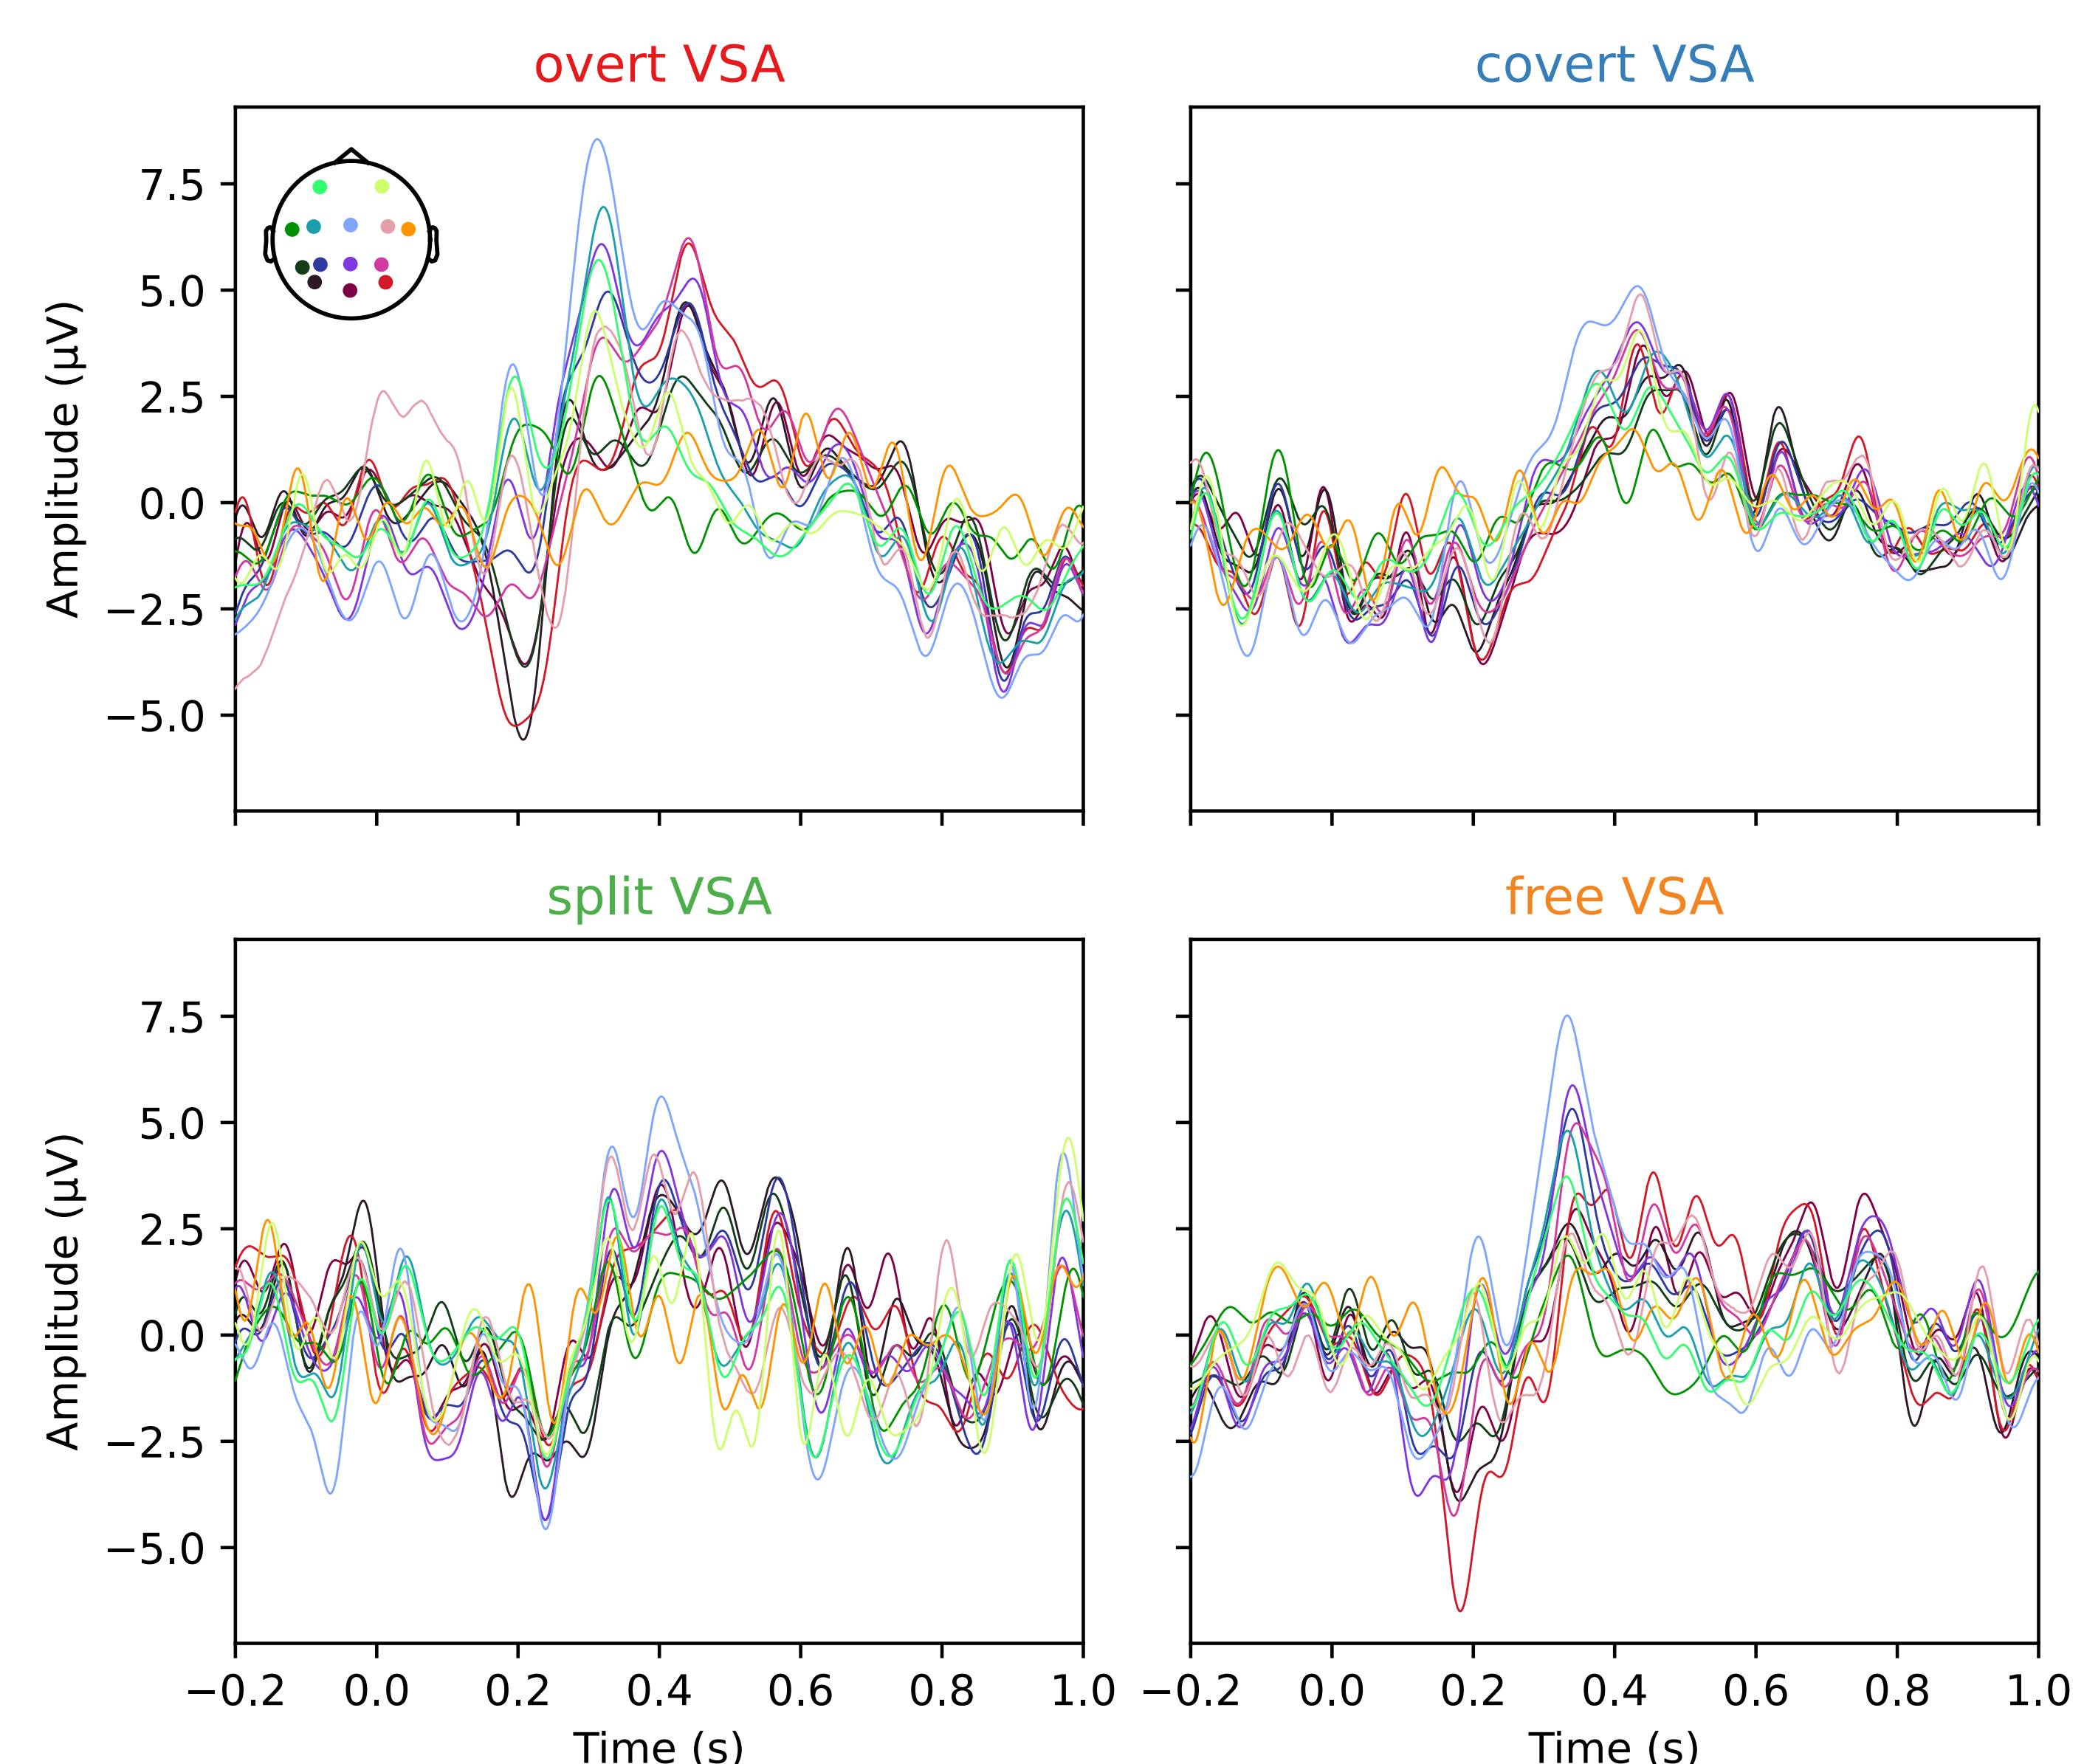 overt VSA
covert VSA
Amplitude (µV)
7.5
5.0
2.5
0.0
−2.5
−5.0
split VSA
free VSA
Amplitude (µV)
7.5
5.0
2.5
0.0
−2.5
−5.0
−0.2 0.0 0.2 0.4 0.6 0.8 1.0
−0.2 0.0 0.2 0.4 0.6 0.8 1.0
Time (s)
Time (s)